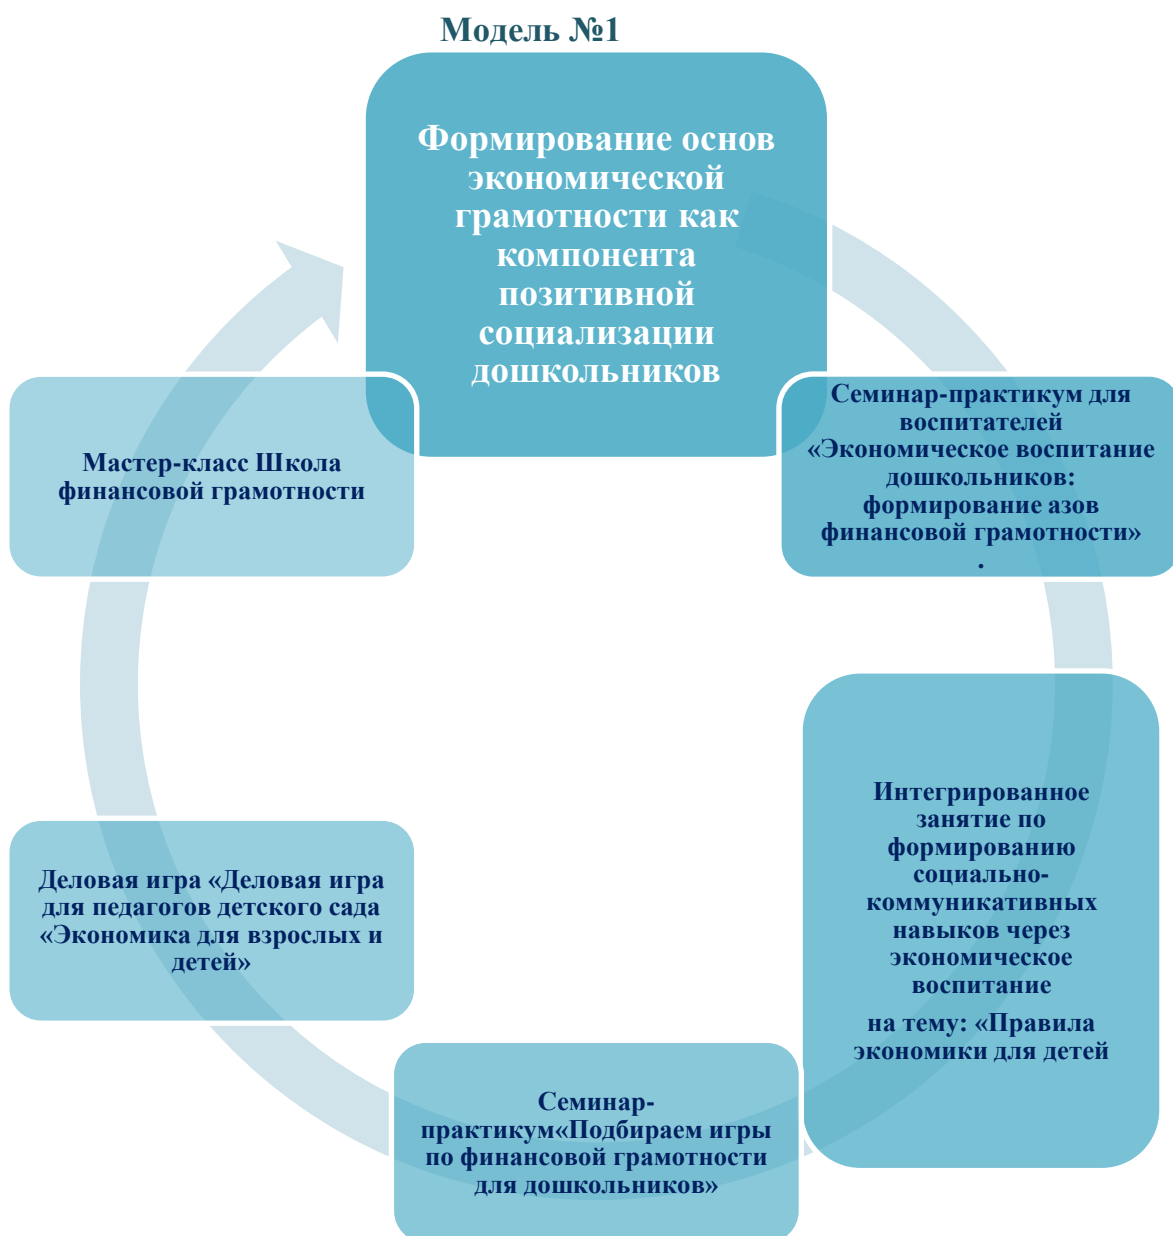 Модель №1
Формирование основ
экономической
грамотности как
компонента
позитивной
социализации
дошкольников
Семинар-практикум для
воспитателей
«Экономическое воспитание
дошкольников:
формирование азов
финансовой грамотности»
.
Интегрированное
занятие по
формированию
социально-
коммуникативных
навыков через
экономическое
воспитание
на тему: «Правила
экономики для детей
Семинар-
практикум«Подбираем игры
по финансовой грамотности
для дошкольников»
Деловая игра «Деловая игра
для педагогов детского сада
«Экономика для взрослых и
детей»
Мастер-класс Школа
финансовой грамотности